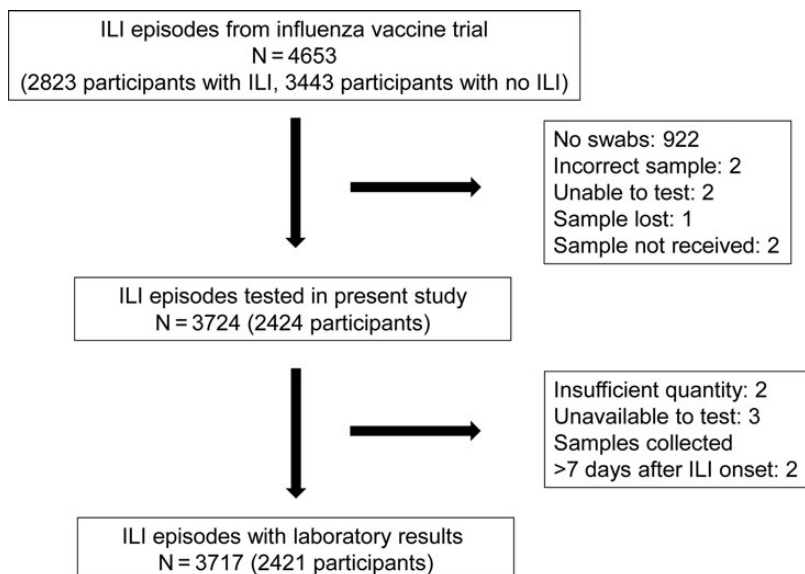 ILI episodes from influenza vaccine trial
N = 4653
(2823 participants with ILI, 3443 participants with no ILI)
No swabs: 922
Incorrect sample: 2
Unable to test: 2
Sample lost: 1
Sample not received: 2
ILI episodes tested in present study
N = 3724 (2424 participants)
Insufficient quantity: 2
Unavailable to test: 3
Samples collected
>7 days after ILI onset: 2
ILI episodes with laboratory results
N = 3717 (2421 participants)